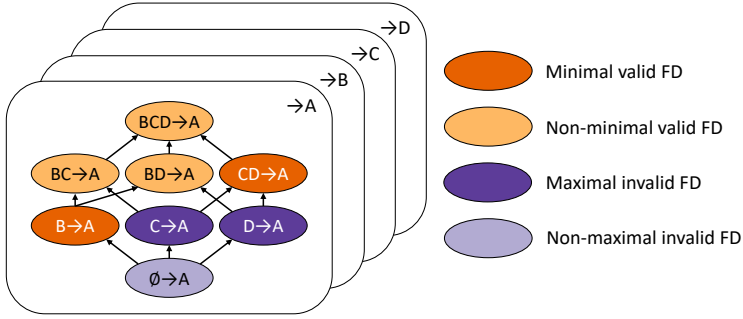 →D
→C
→B
→A
BCD→A
BC→A
BD→A
CD→A
B→A
C→A
D→A
Ø→A
Minimal valid FD
Non-minimal valid FD
Maximal invalid FD
Non-maximal invalid FD